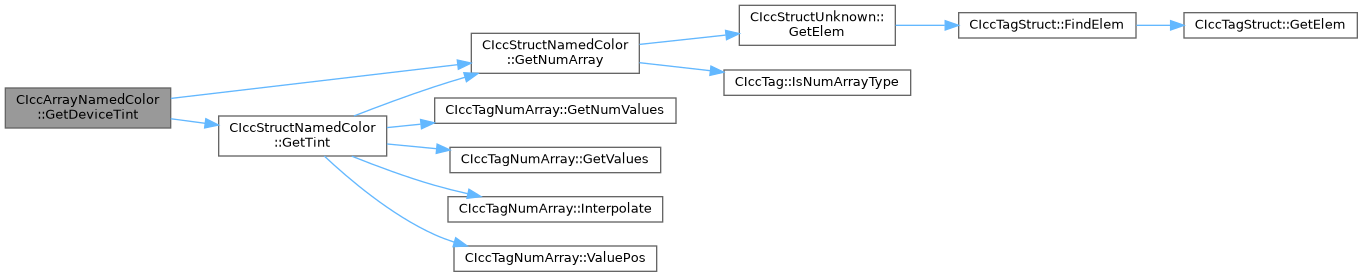 CIccArrayNamedColor
::GetDeviceTint
CIccStructNamedColor
::GetNumArray
CIccStructUnknown::
GetElem
CIccTagStruct::FindElem
CIccTagStruct::GetElem
CIccTag::IsNumArrayType
CIccStructNamedColor
::GetTint
CIccTagNumArray::GetNumValues
CIccTagNumArray::GetValues
CIccTagNumArray::Interpolate
CIccTagNumArray::ValuePos